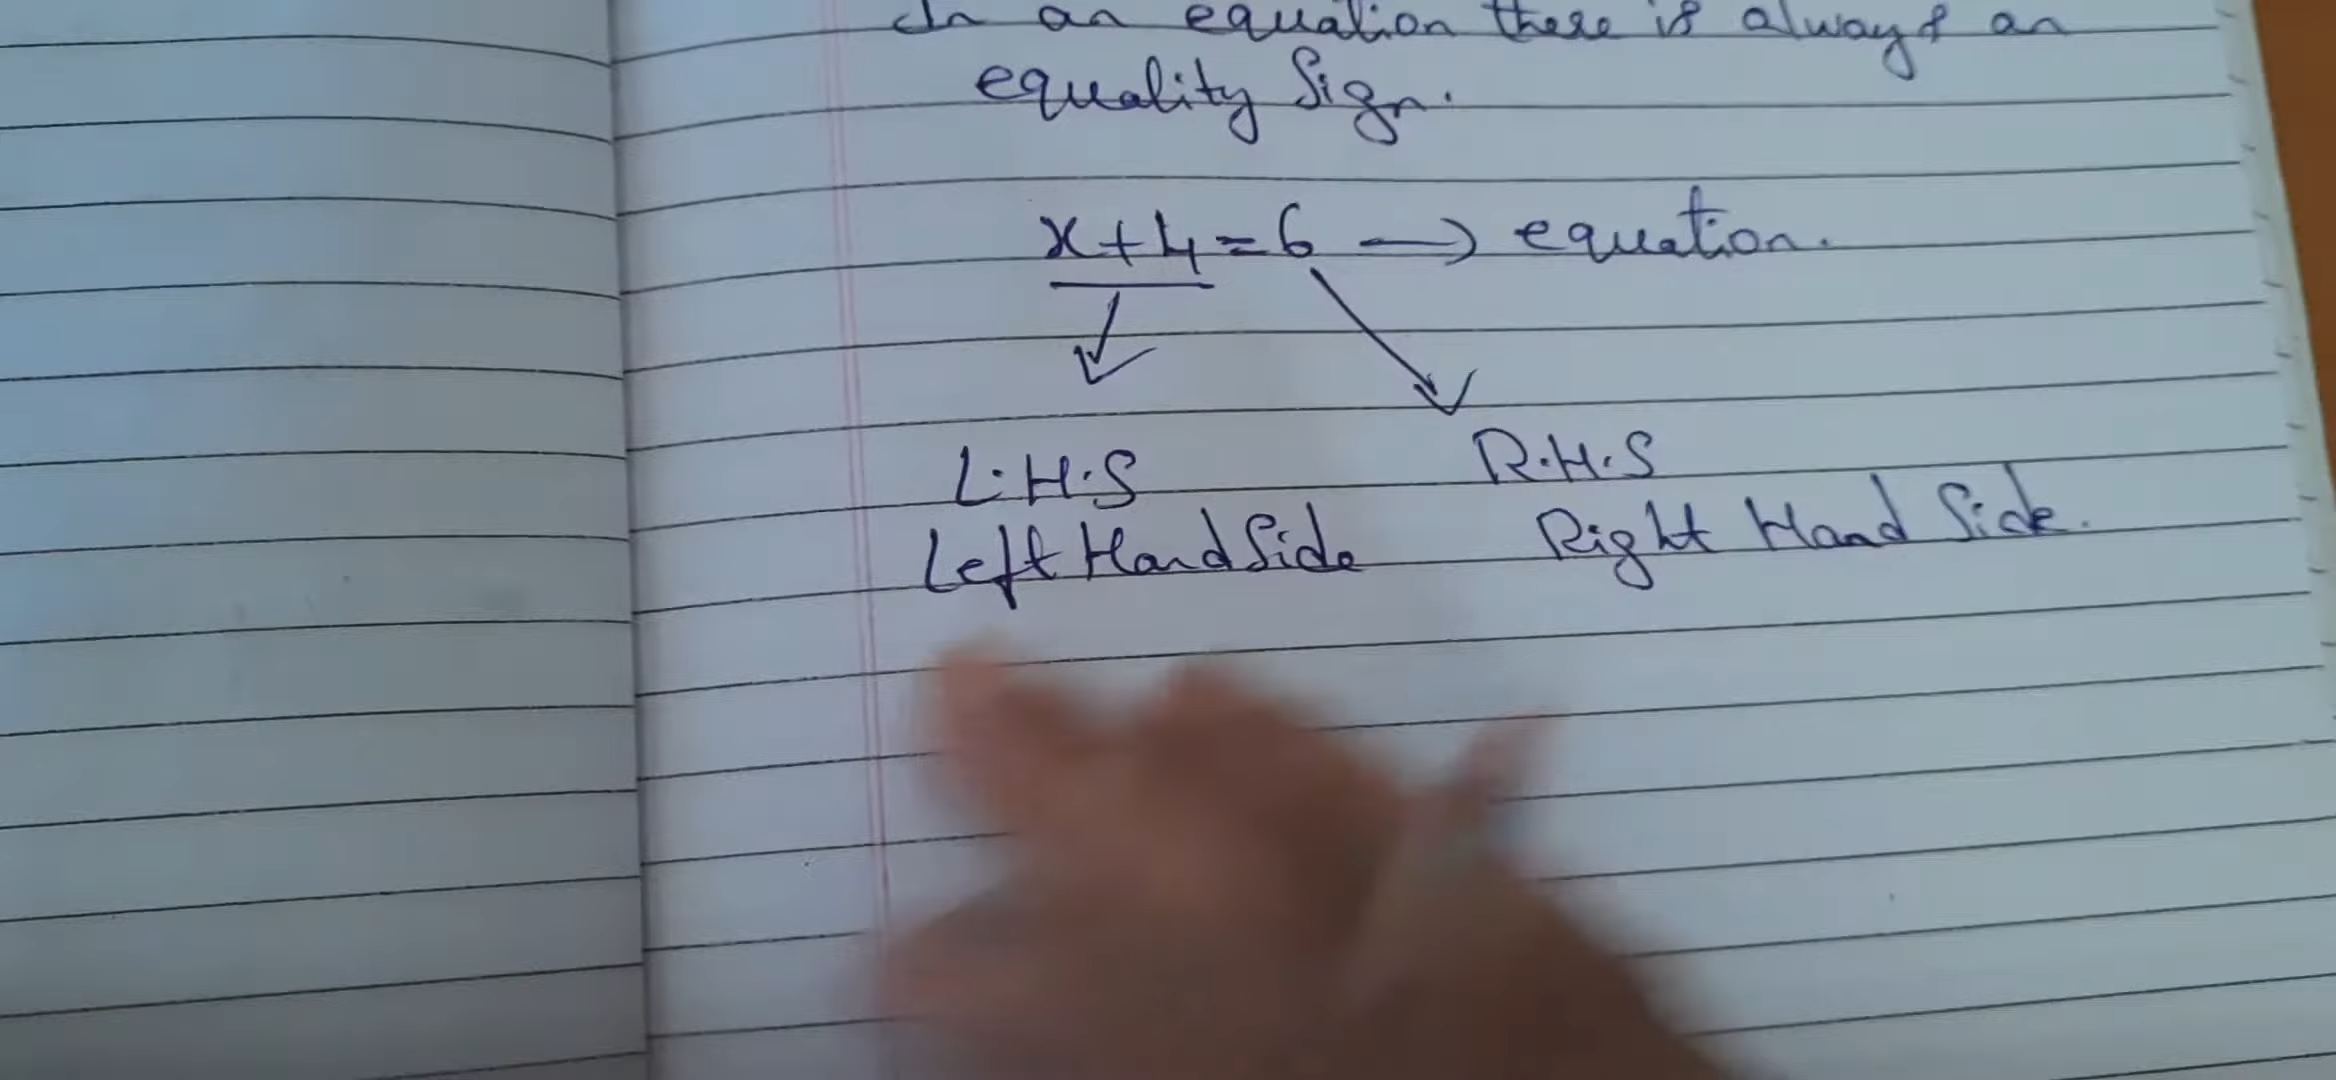 In an equation there is always an
equality Sign.
x+4=6 → equation.
L.H.S R.H.S
Left Hand Side Right Hand Side.